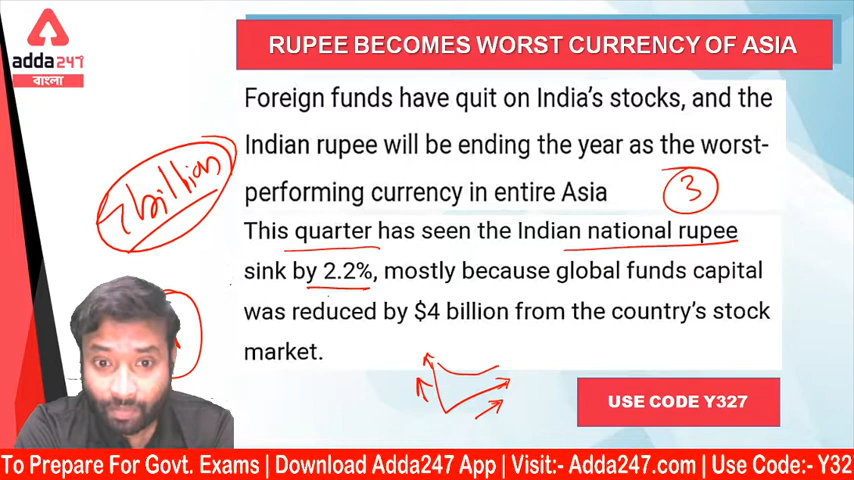 adda247
বাংলা
RUPEE BECOMES WORST CURRENCY OF ASIA
Foreign funds have quit on India’s stocks, and the
Indian rupee will be ending the year as the worst-
performing currency in entire Asia
3
billion
This quarter has seen the Indian national rupee
sink by 2.2%, mostly because global funds capital
was reduced by $4 billion from the country’s stock
market.
USE CODE Y327
To Prepare For Govt. Exams | Download Adda247 App | Visit:- Adda247.com | Use Code:- Y32